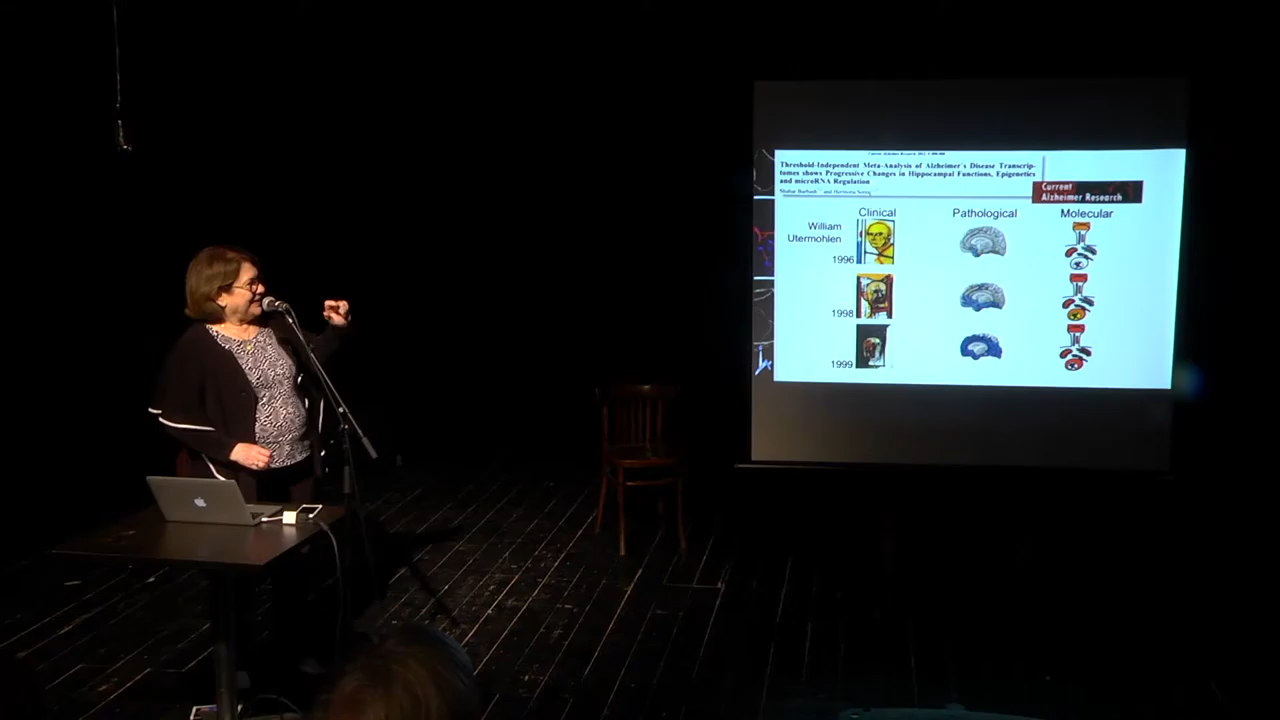 Threshold-Independent Meta-Analysis of Alzheimer's Disease Transcrip-
tomes shows Progressive Changes in Hippocampal Functions, Epigenetics
and microRNA Regulation
Current
Alzheimer Research
Clinical Pathological Molecular
William
Utermohlen
1996
1998
1999